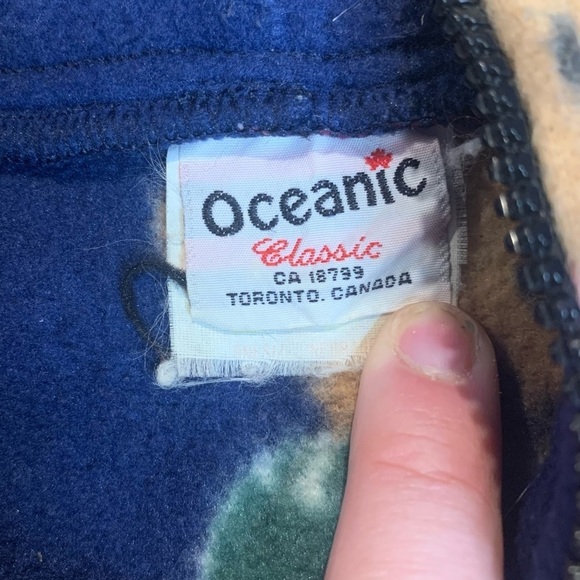 Oceanic
Classic
CA 18799
TORONTO. CANADA